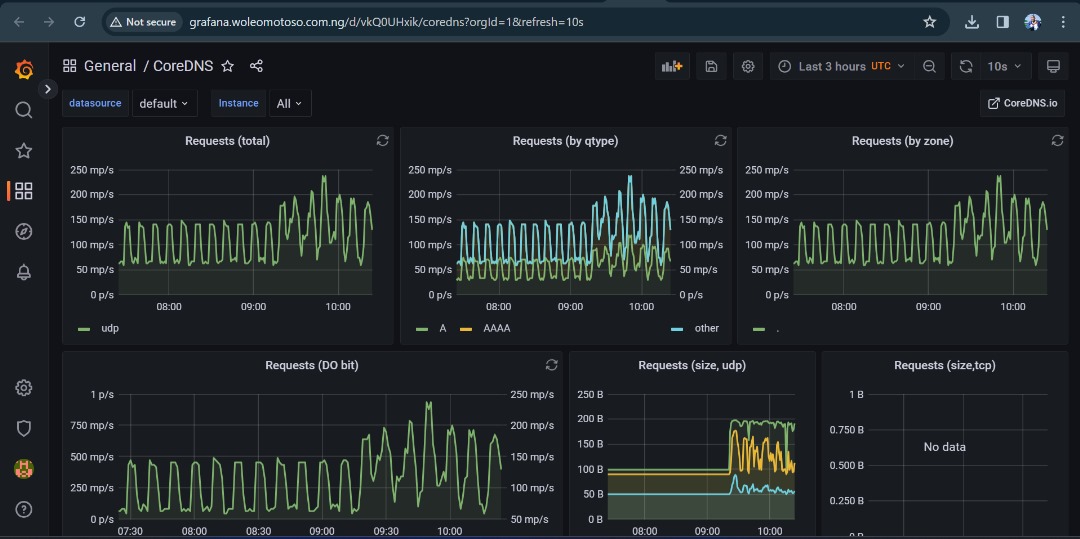 Not secure grafana.woleomotoso.com.ng/d/vkQ0UHxik/coredns?orgId=1&refresh=10s
General / CoreDNS Last 3 hours UTC 10s
datasource default Instance All CoreDNS.io
Requests (total)
250 mp/s
200 mp/s
150 mp/s
100 mp/s
50 mp/s
0 p/s
08:00 09:00 10:00
udp
Requests (by qtype)
250 mp/s 250 mp/s
200 mp/s 200 mp/s
150 mp/s 150 mp/s
100 mp/s 100 mp/s
50 mp/s 50 mp/s
0 p/s 0 p/s
08:00 09:00 10:00
A AAAA other
Requests (by zone)
250 mp/s
200 mp/s
150 mp/s
100 mp/s
50 mp/s
0 p/s
08:00 09:00 10:00
.
Requests (DO bit)
1 p/s 250 mp/s
750 mp/s 200 mp/s
500 mp/s 150 mp/s
250 mp/s 100 mp/s
0 p/s 50 mp/s
07:30 08:00 08:30 09:00 09:30 10:00
Requests (size, udp)
250 B
200 B
150 B
100 B
50 B
0 B
08:00 09:00 10:00
Requests (size,tcp)
1 B
0.750 B
No data
0.500 B
0.250 B
0 B